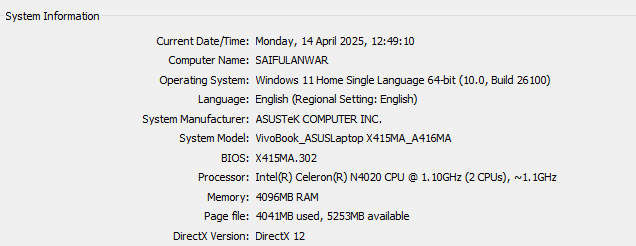 System Information
Current Date/Time: Monday, 14 April 2025, 12:49:10
Computer Name: SAIFULANWAR
Operating System: Windows 11 Home Single Language 64-bit (10.0, Build 26100)
Language: English (Regional Setting: English)
System Manufacturer: ASUSTeK COMPUTER INC.
System Model: VivoBook_ASUSLaptop X415MA_A416MA
BIOS: X415MA.302
Processor: Intel(R) Celeron(R) N4020 CPU @ 1.10GHz (2 CPUs), ~1.1GHz
Memory: 4096MB RAM
Page file: 4041MB used, 5253MB available
DirectX Version: DirectX 12